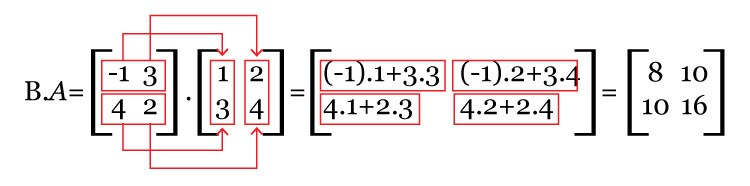 B.A= [-1 3] . [1 2] = [(-1).1+3.3 (-1).2+3.4] = [8 10]
[4 2] [3 4] [4.1+2.3 4.2+2.4] [10 16]